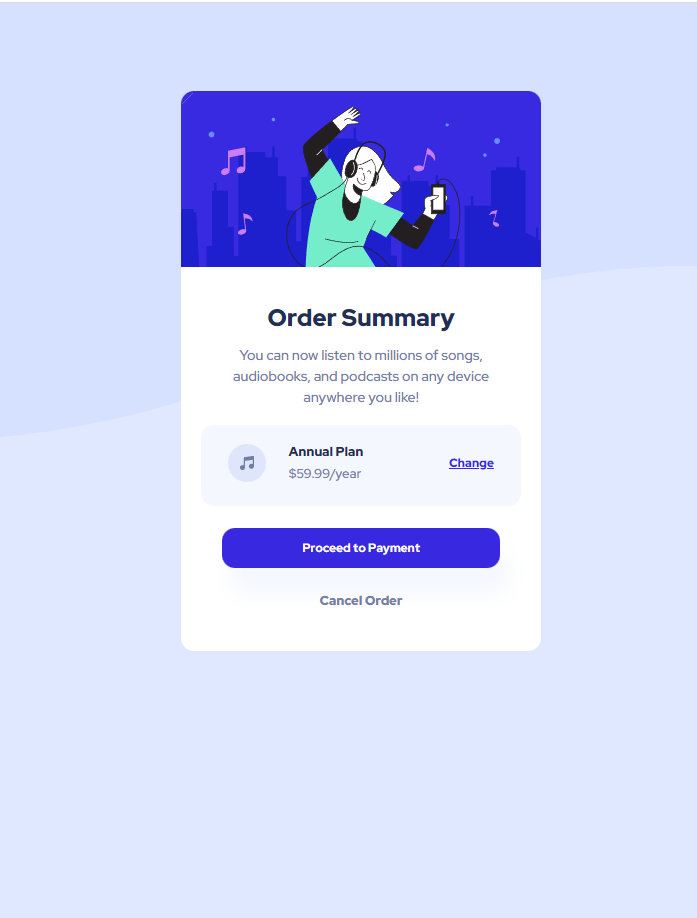 Order Summary
You can now listen to millions of songs,
audiobooks, and podcasts on any device
anywhere you like!
Annual Plan
$59.99/year
Change
Proceed to Payment
Cancel Order